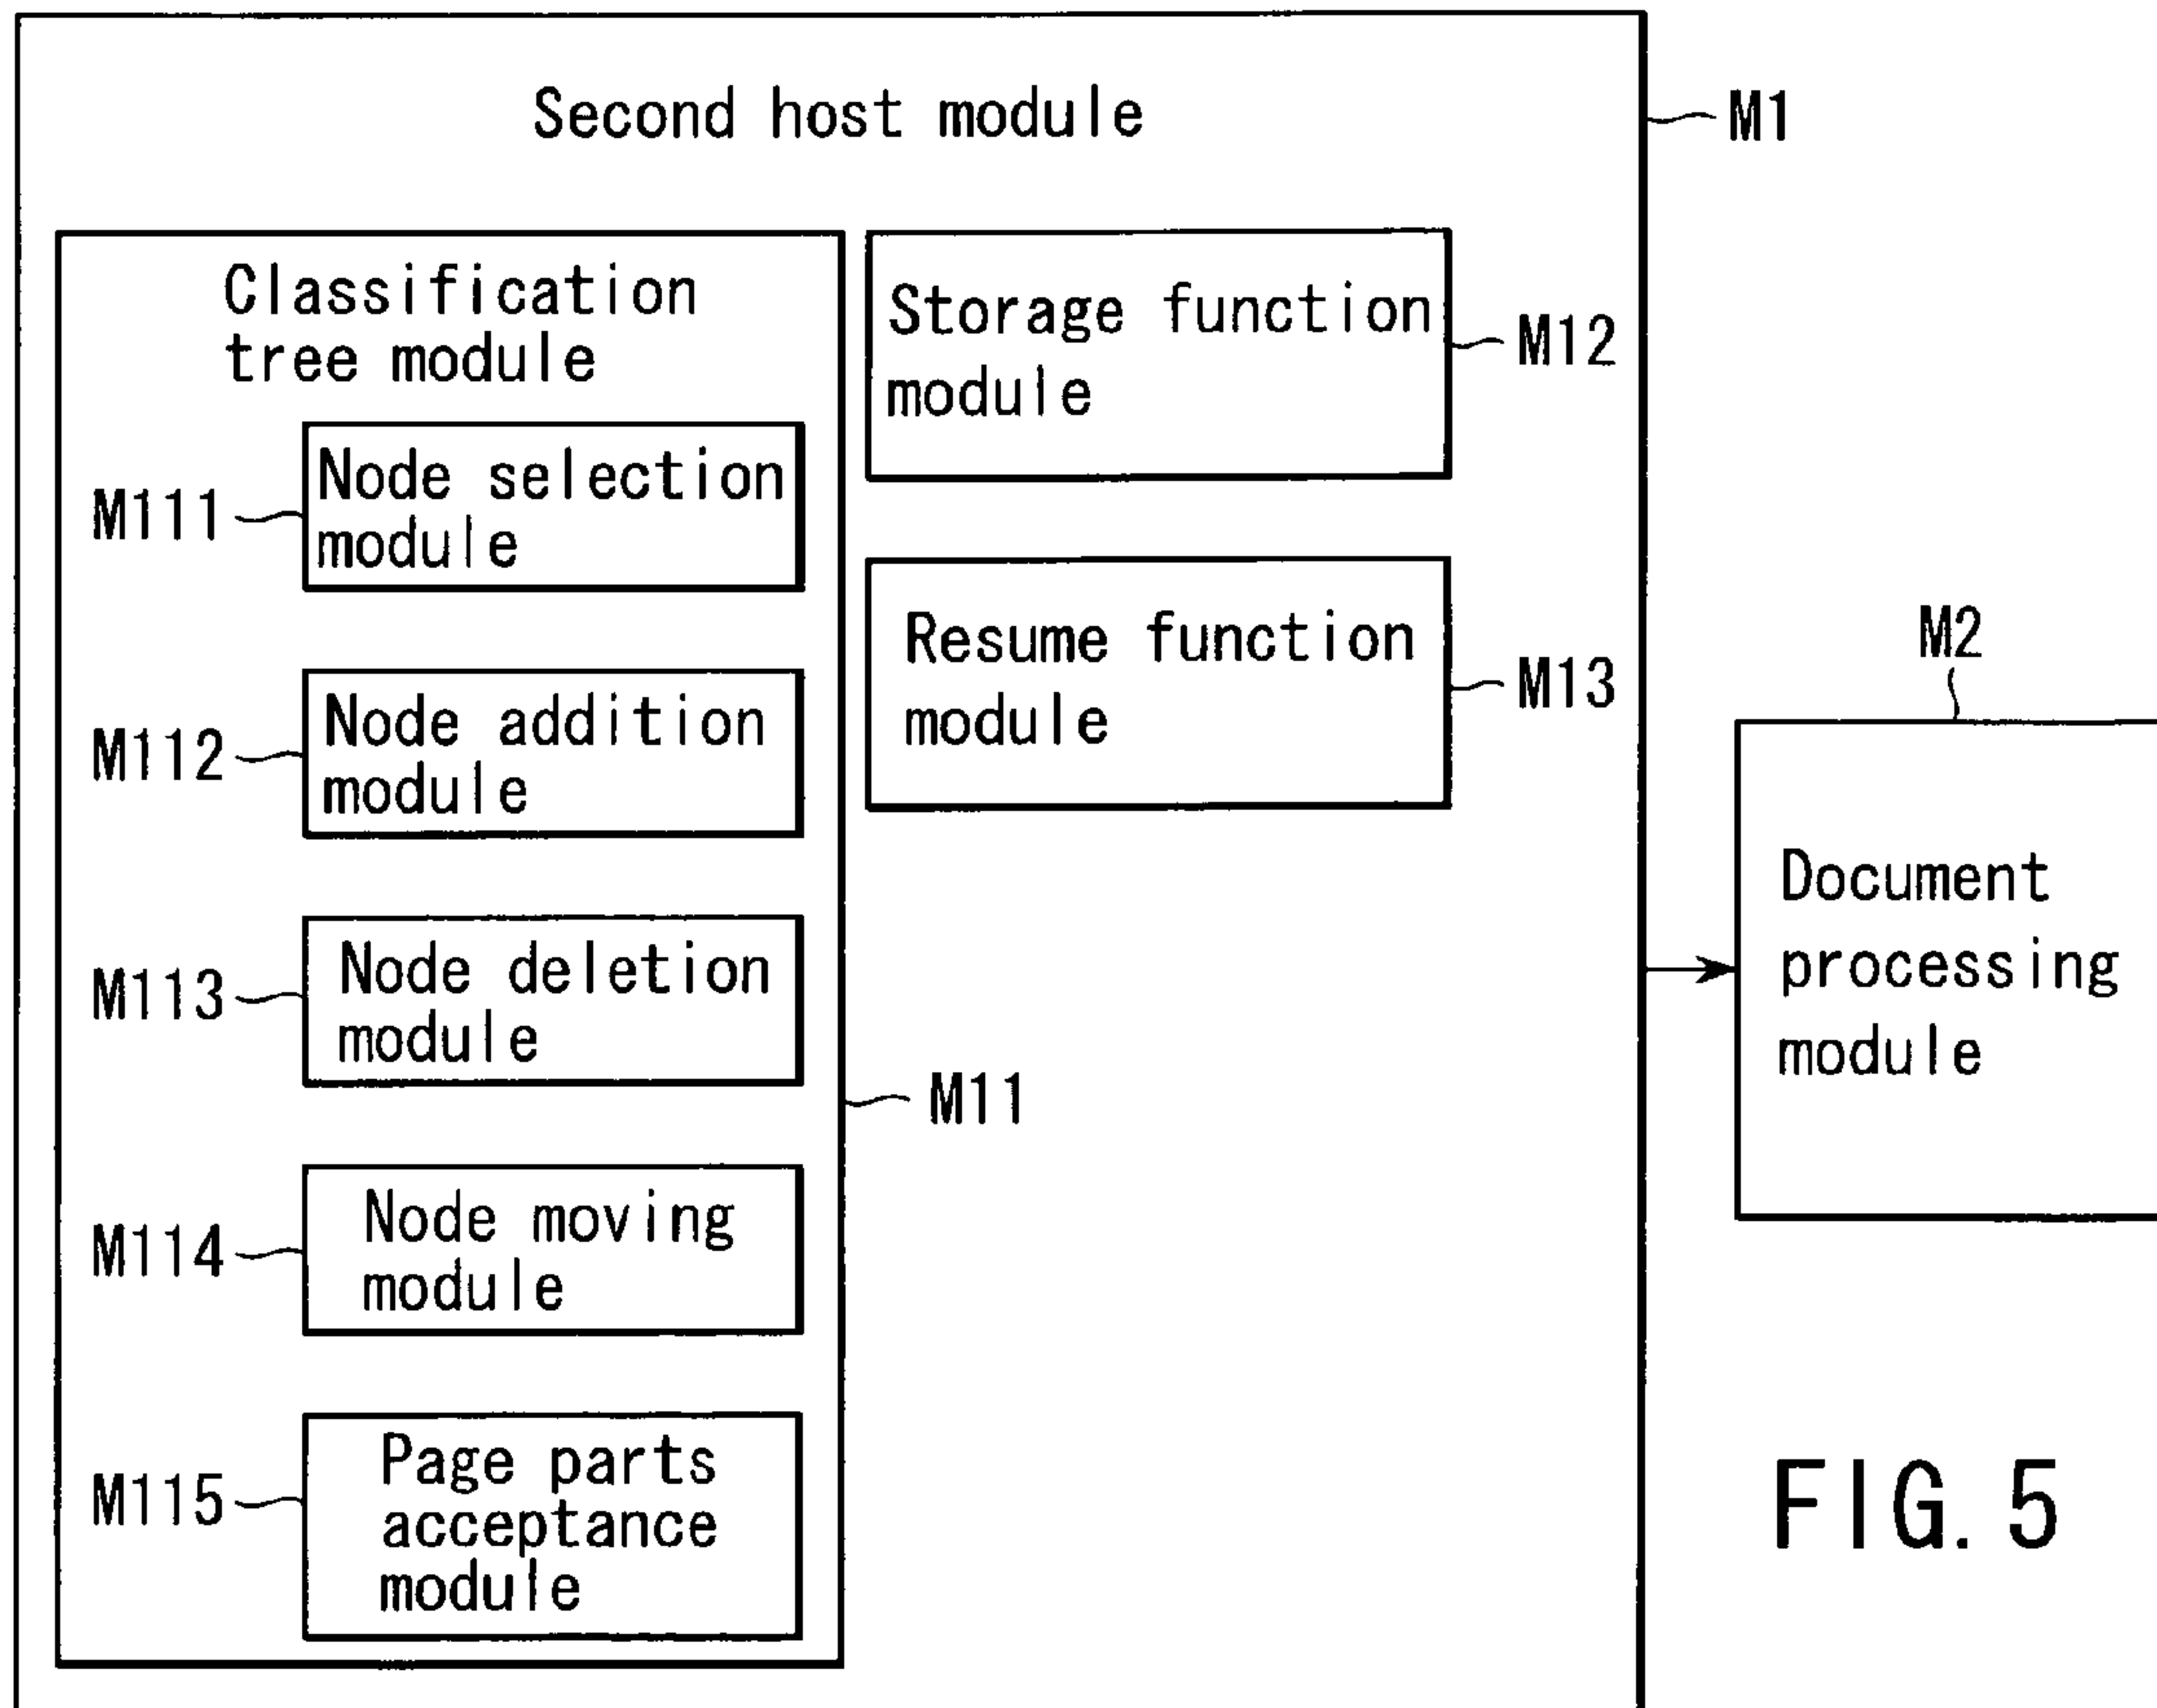 Second host module
M1
Classification
tree module
M111
Node selection
module
M112
Node addition
module
M113
Node deletion
module
M11
M114
Node moving
module
M115
Page parts
acceptance
module
Storage function
module
M12
Resume function
module
M13
M2
Document
processing
module
FIG. 5